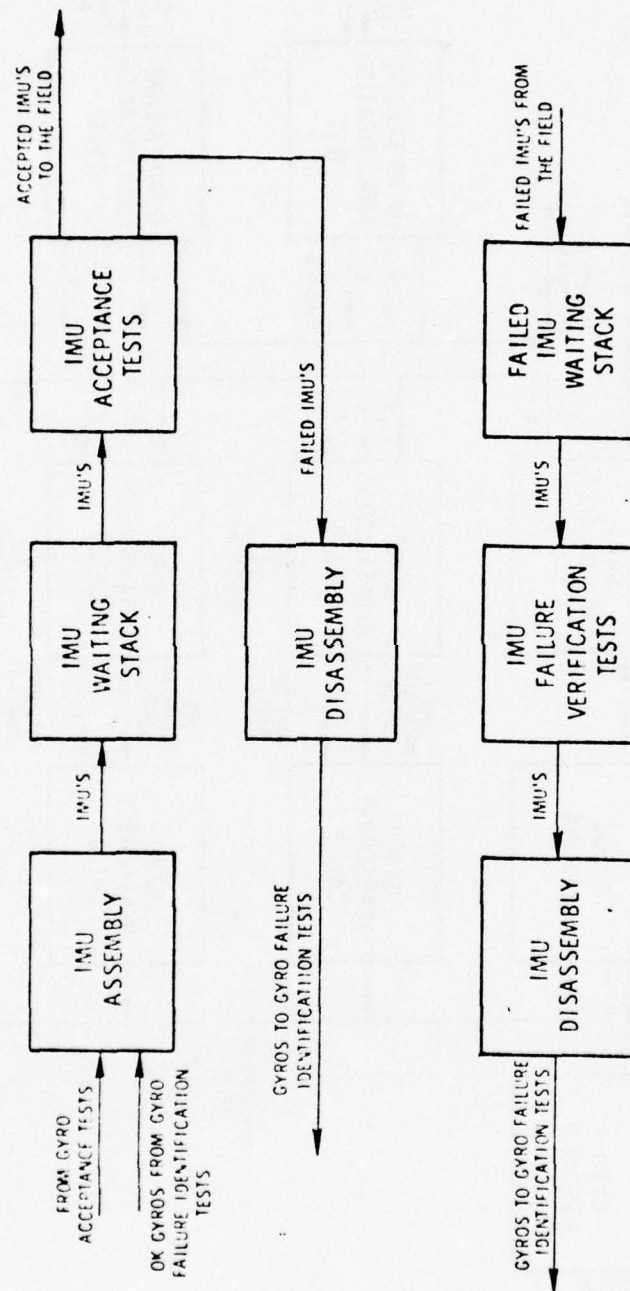 FROM GYRO
ACCEPTANCE TESTS
OK GYROS FROM GYRO
FAILURE IDENTIFICATION
TESTS
IMU
ASSEMBLY
IMU'S
IMU
WAITING
STACK
IMU'S
IMU
ACCEPTANCE
TESTS
ACCEPTED IMU'S
TO THE FIELD
GYROS TO GYRO FAILURE
IDENTIFICATIION TESTS
IMU
DISASSEMBLY
FAILED IMU'S
GYROS TO GYRO FAILURE
IDENTIFICATION TESTS
IMU
DISASSEMBLY
IMU'S
IMU
FAILURE
VERIFICATION
TESTS
IMU'S
FAILED
IMU
WAITING
STACK
FAILED IMU'S FROM
THE FIELD